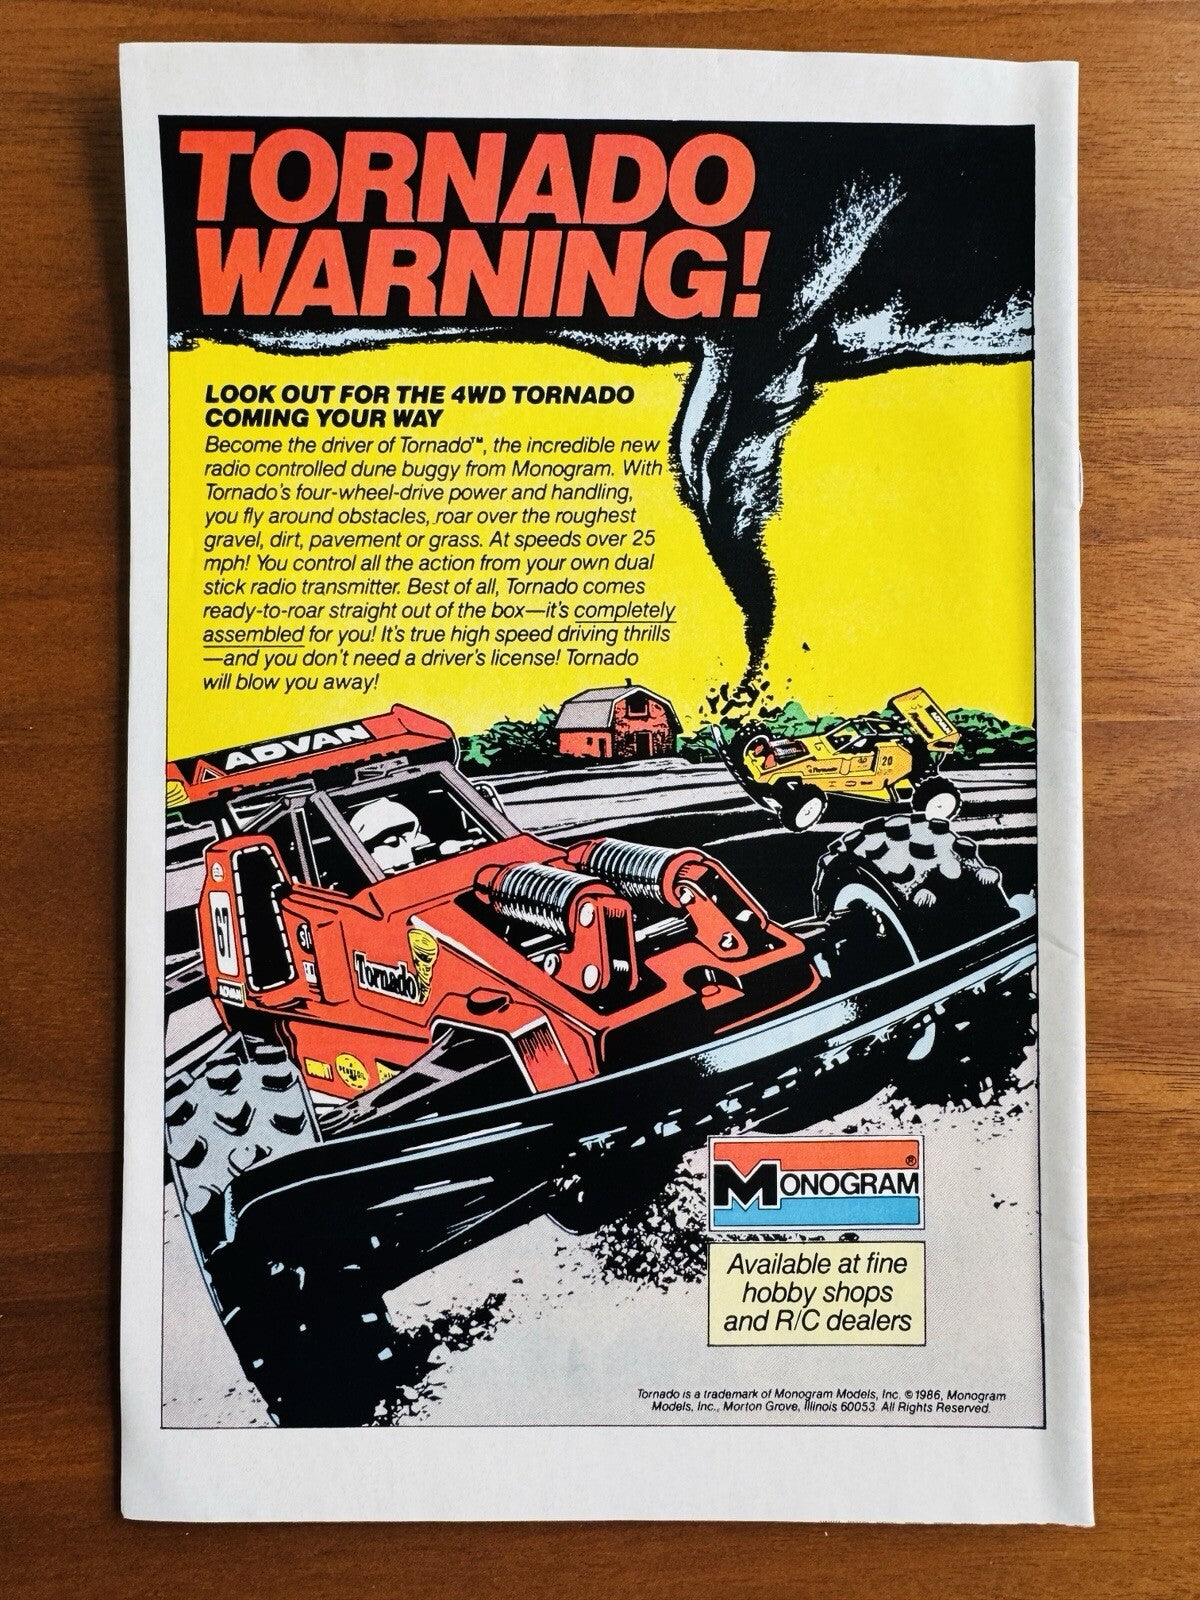 TORNADO
WARNING!
LOOK OUT FOR THE 4WD TORNADO
COMING YOUR WAY
Become the driver of Tornado™, the incredible new
radio controlled dune buggy from Monogram. With
Tornado's four-wheel-drive power and handling,
you fly around obstacles, roar over the roughest
gravel, dirt, pavement or grass. At speeds over 25
mph! You control all the action from your own dual
stick radio transmitter. Best of all, Tornado comes
ready-to-roar straight out of the box—it's completely
assembled for you! It's true high speed driving thrills
—and you don't need a driver's license! Tornado
will blow you away!
ADVAN
20
67
Tornado
ADVAN
MONOGRAM®
Available at fine
hobby shops
and R/C dealers
Tornado is a trademark of Monogram Models, Inc. ©1986, Monogram
Models, Inc., Morton Grove, Illinois 60053. All Rights Reserved.